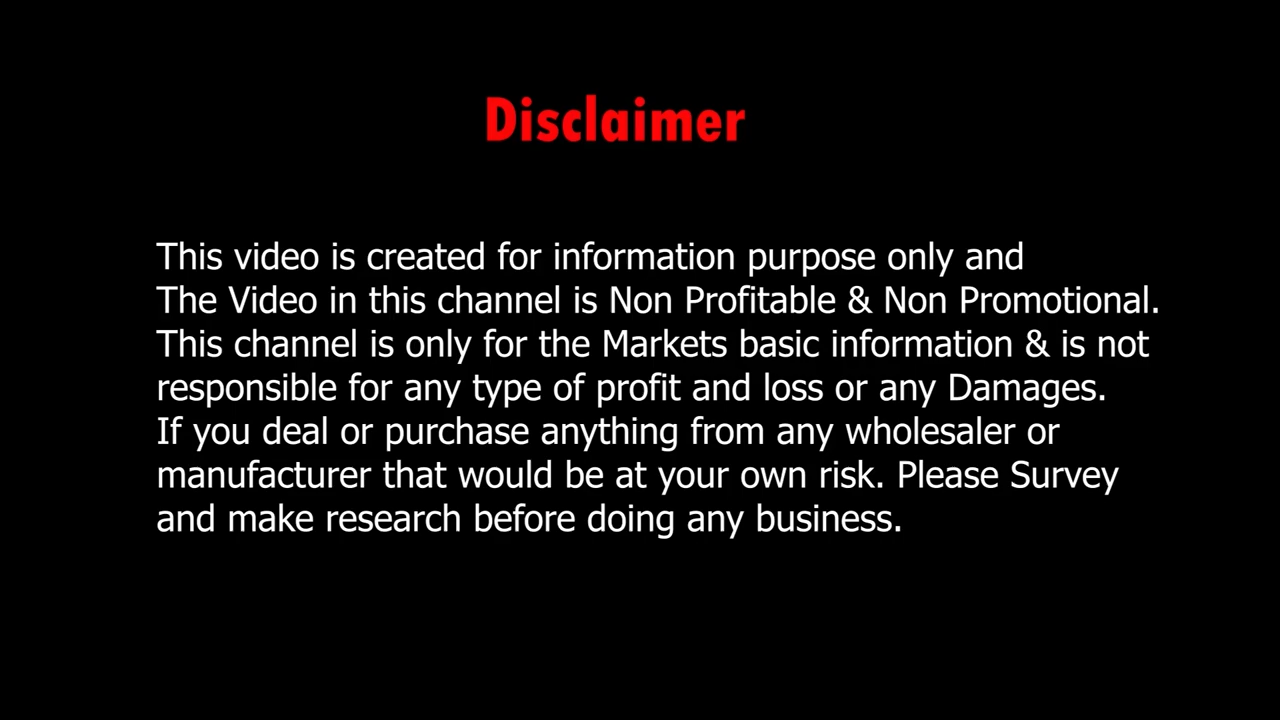 Disclaimer
This video is created for information purpose only and
The Video in this channel is Non Profitable & Non Promotional.
This channel is only for the Markets basic information & is not
responsible for any type of profit and loss or any Damages.
If you deal or purchase anything from any wholesaler or
manufacturer that would be at your own risk. Please Survey
and make research before doing any business.